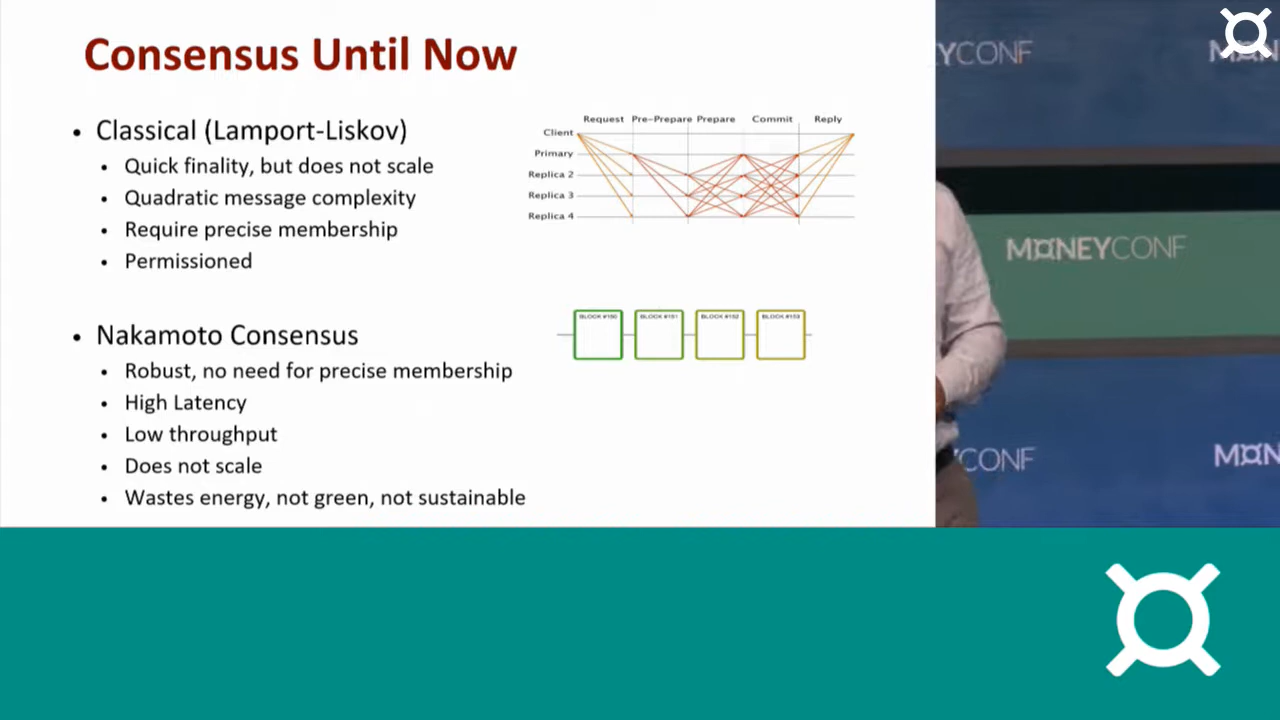 Consensus Until Now
• Classical (Lamport-Liskov)
• Quick finality, but does not scale
• Quadratic message complexity
• Require precise membership
• Permissioned
• Nakamoto Consensus
• Robust, no need for precise membership
• High Latency
• Low throughput
• Does not scale
• Wastes energy, not green, not sustainable
Request Pre-Prepare Prepare Commit Reply
Client
Primary
Replica 2
Replica 3
Replica 4
BLOCK #150 BLOCK #151 BLOCK #152 BLOCK #153
YCONF
M¤N
M¤NEYCONF
CONF
M¤N